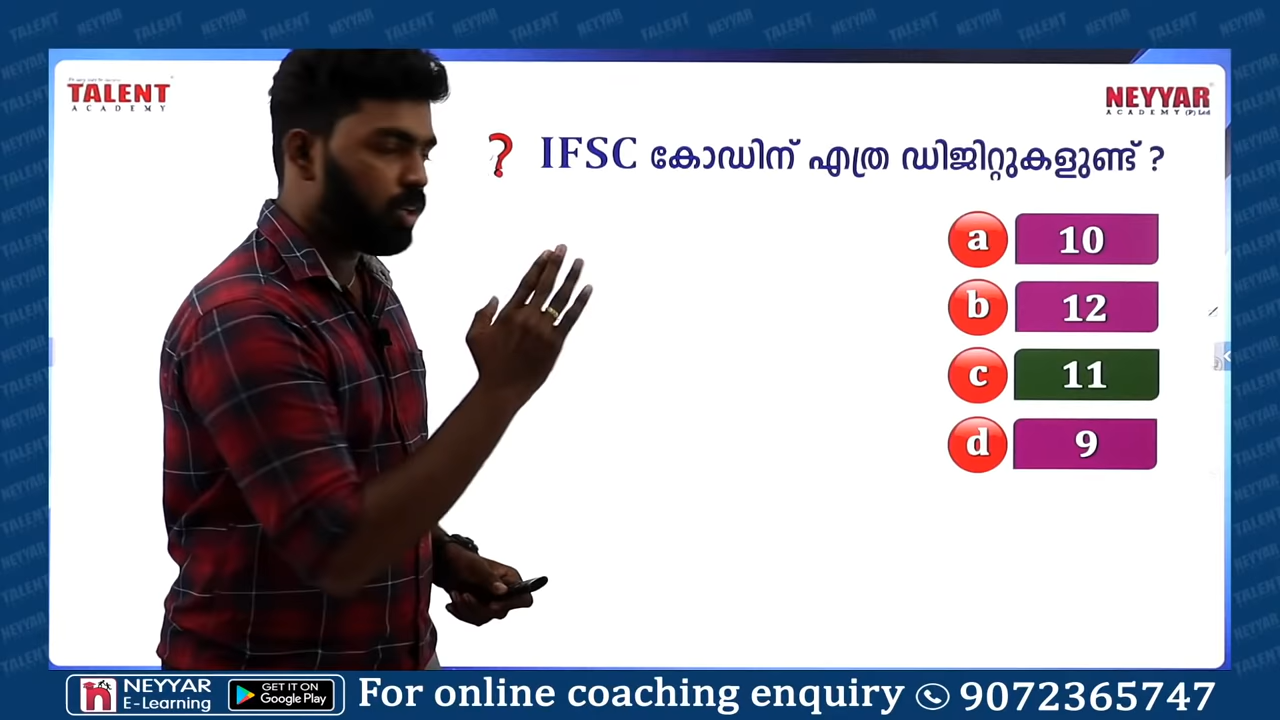 TALENT
ACADEMY
NEYYAR
ACADEMY (P) Ltd
? IFSC കോഡിന് എത്ര ഡിജിറ്റുകളുണ്ട് ?
a 10
b 12
c 11
d 9
n NEYYAR
E-Learning
GET IT ON
Google Play
For online coaching enquiry 9072365747